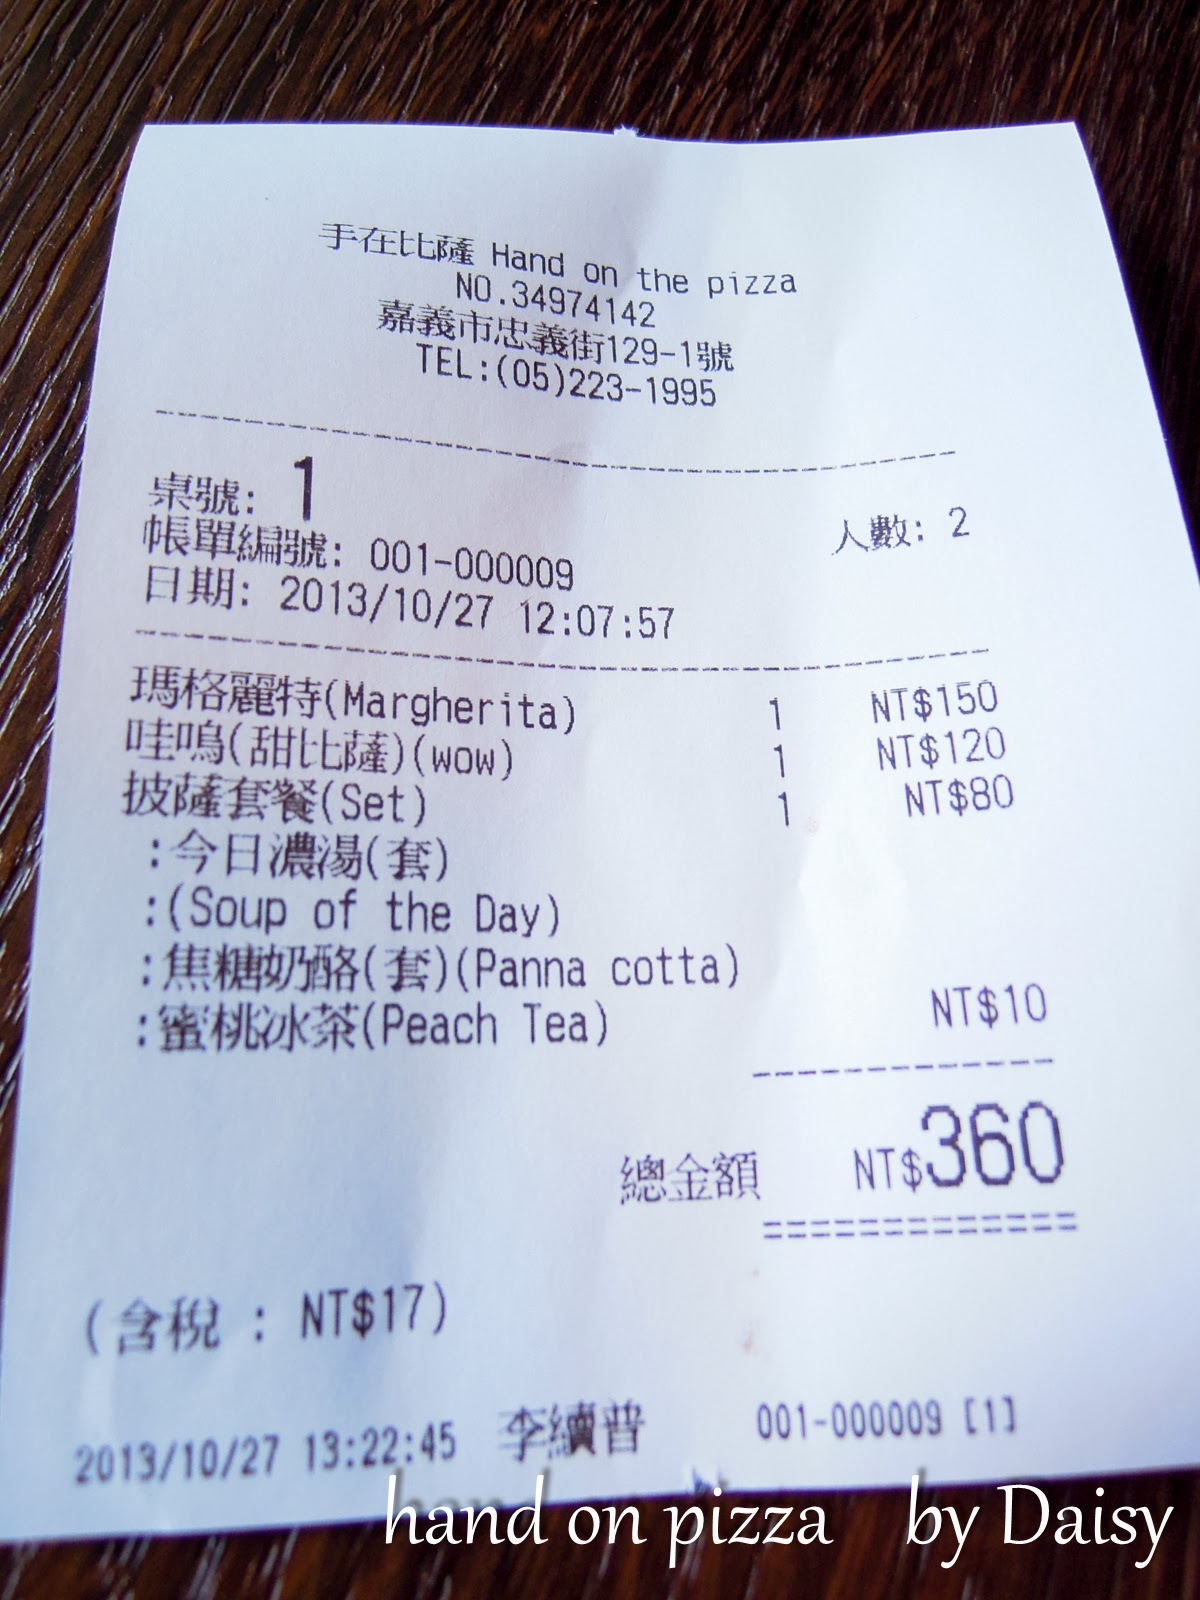 手在比薩 Hand on the pizza
NO.34974142
嘉義市忠義街129-1號
TEL:(05)223-1995
桌號: 1
人數: 2
帳單編號: 001-000009
日期: 2013/10/27 12:07:57
瑪格麗特(Margherita) 1 NT$150
哇嗚(甜比薩)(wow) 1 NT$120
披薩套餐(Set) 1 NT$80
:今日濃湯(套)
:(Soup of the Day)
:焦糖奶酪(套)(Panna cotta)
:蜜桃冰茶(Peach Tea) NT$10
總金額 NT$360
(含稅 : NT$17)
2013/10/27 13:22:45 李續普 001-000009 [1]
hand on pizza by Daisy